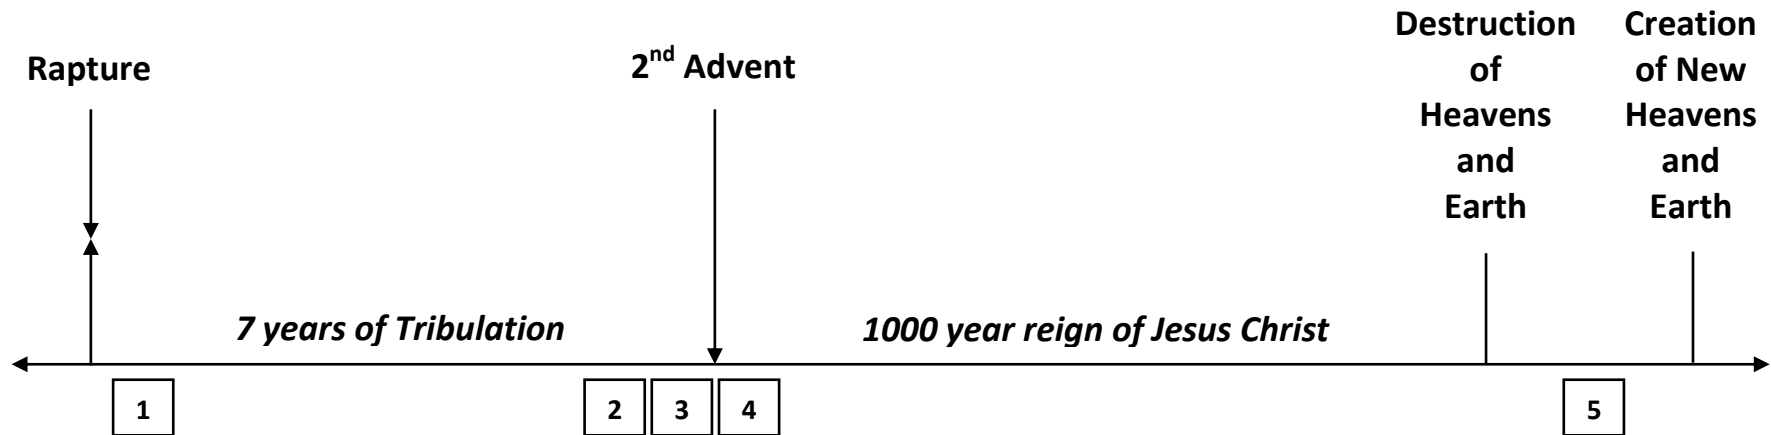 Rapture
2nd Advent
Destruction
of
Heavens
and
Earth
Creation
of New
Heavens
and
Earth
7 years of Tribulation
1000 year reign of Jesus Christ
1
2
3
4
5